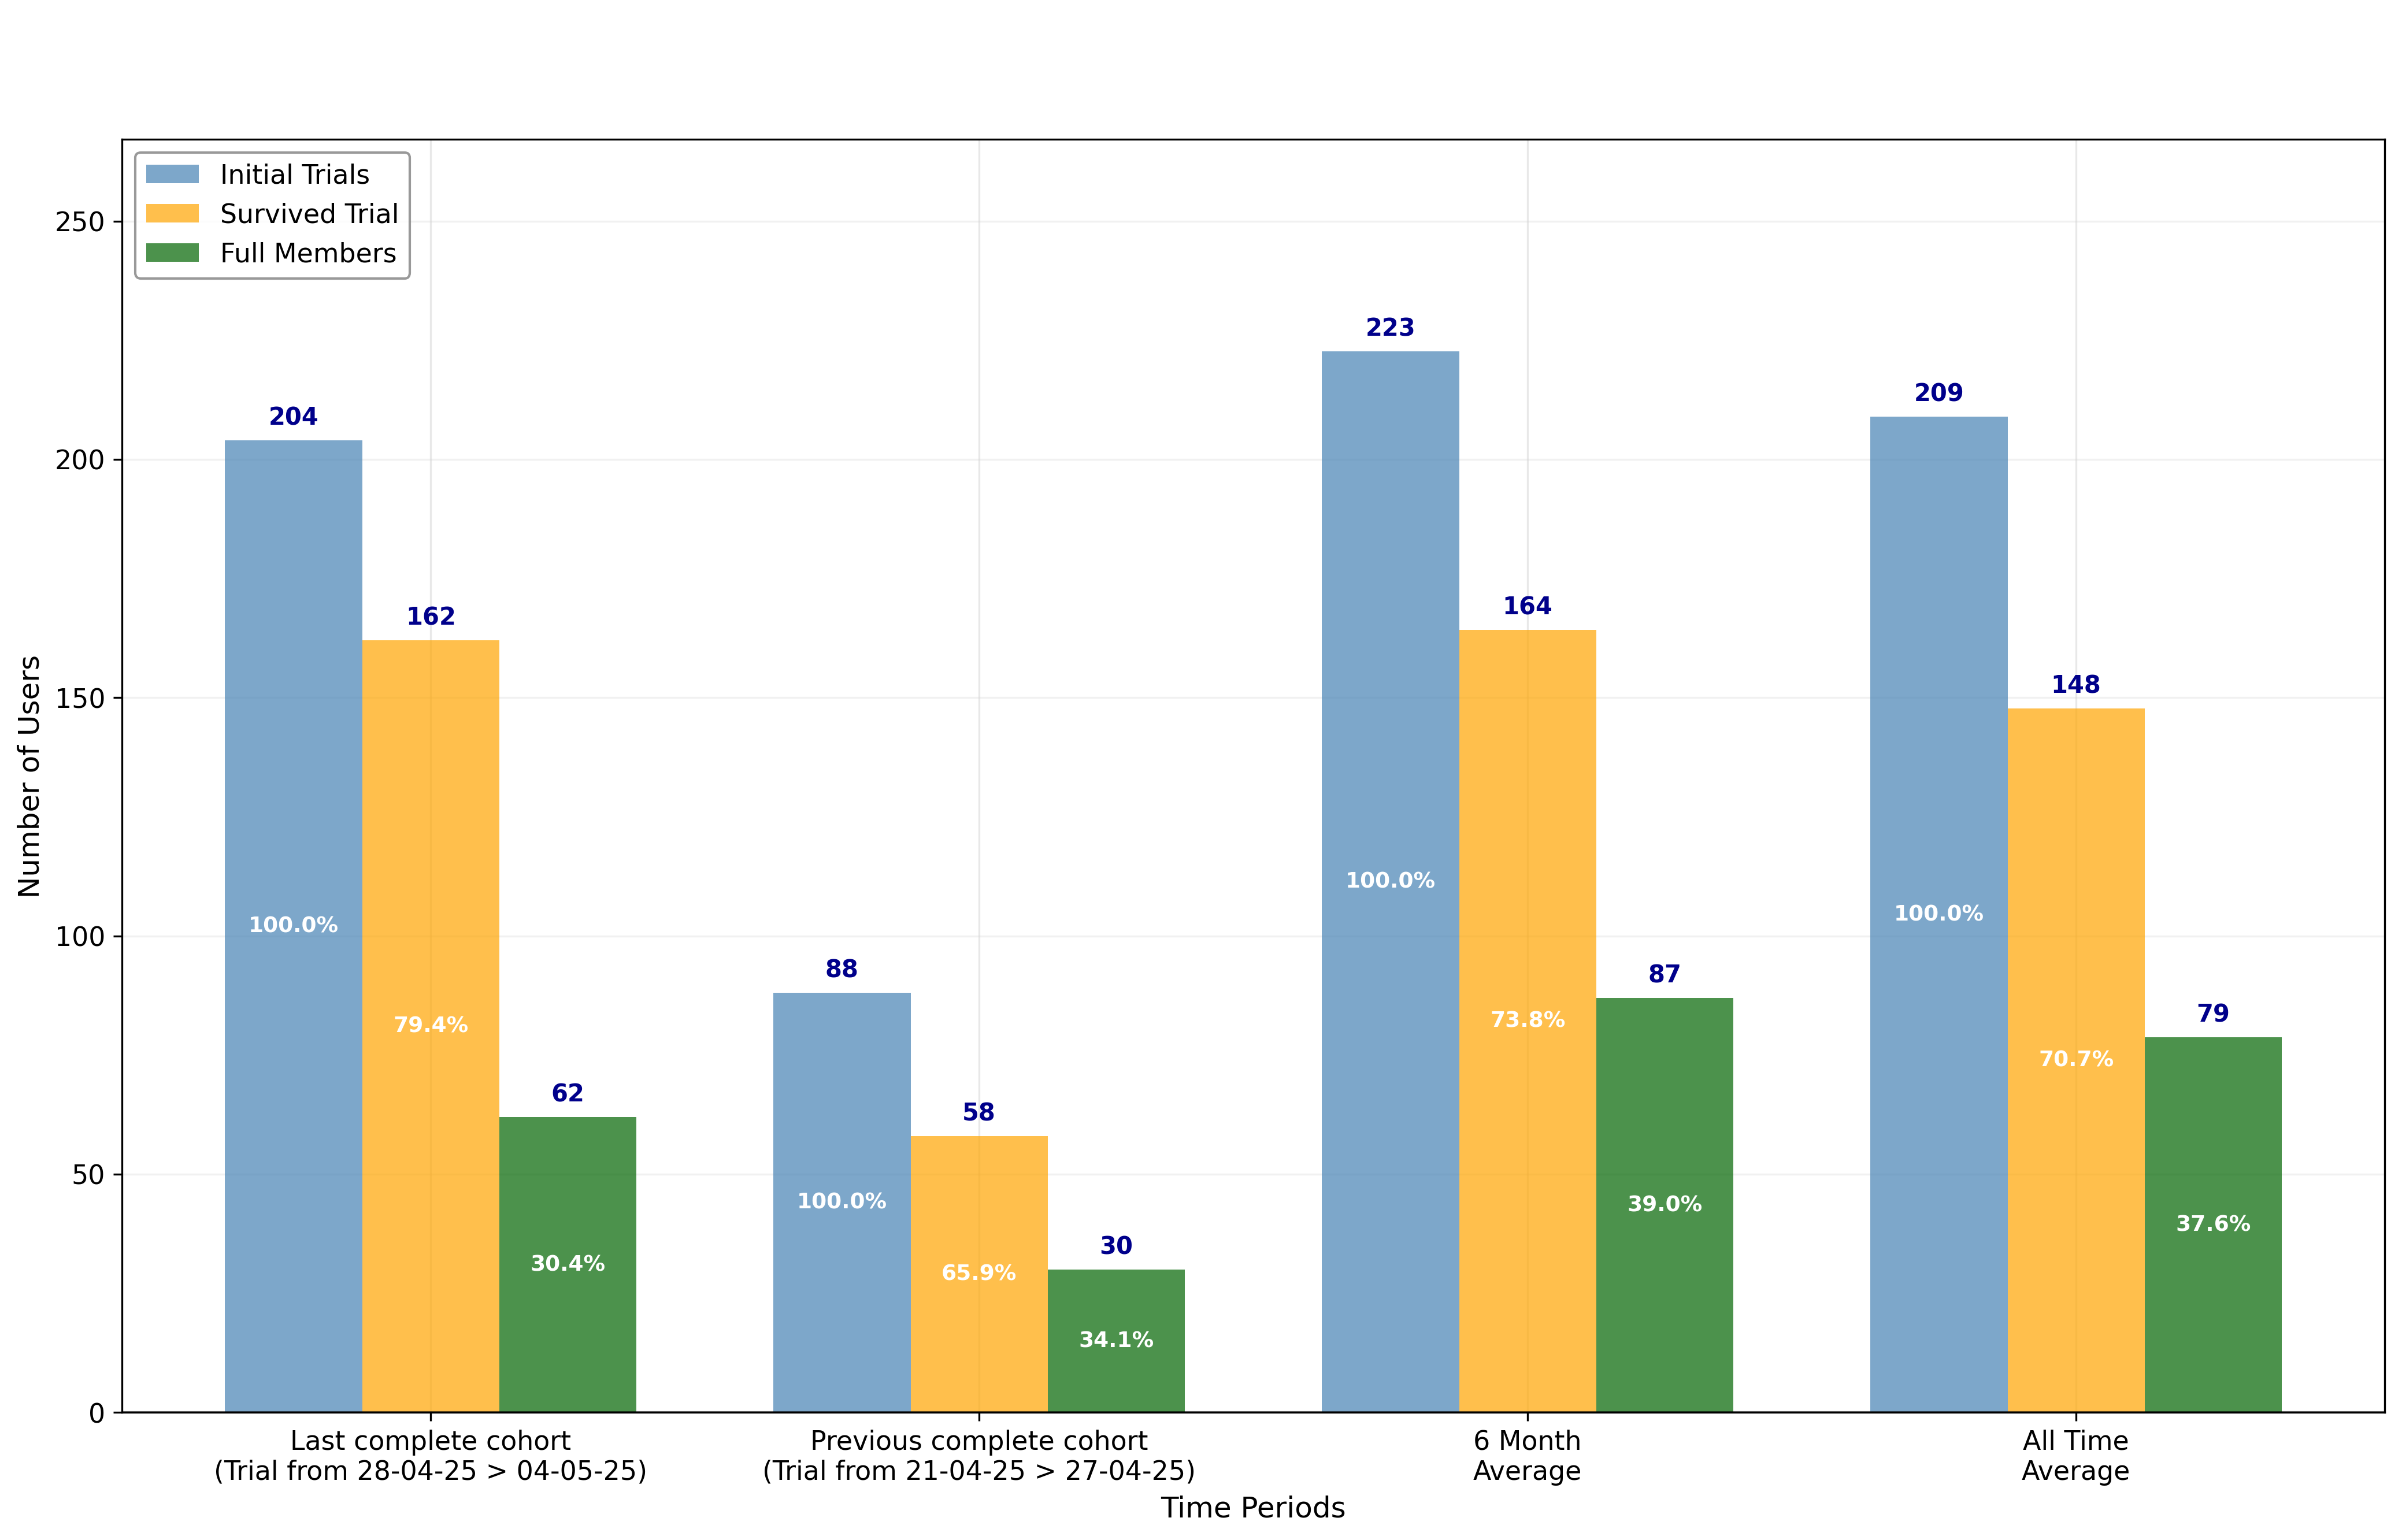 Initial Trials
Survived Trial
Full Members
Number of Users
250
200
150
100
50
0
204
100.0%
162
79.4%
62
30.4%
88
100.0%
58
65.9%
30
34.1%
223
100.0%
164
73.8%
87
39.0%
209
100.0%
148
70.7%
79
37.6%
Last complete cohort
(Trial from 28-04-25 > 04-05-25)
Previous complete cohort
(Trial from 21-04-25 > 27-04-25)
6 Month
Average
All Time
Average
Time Periods